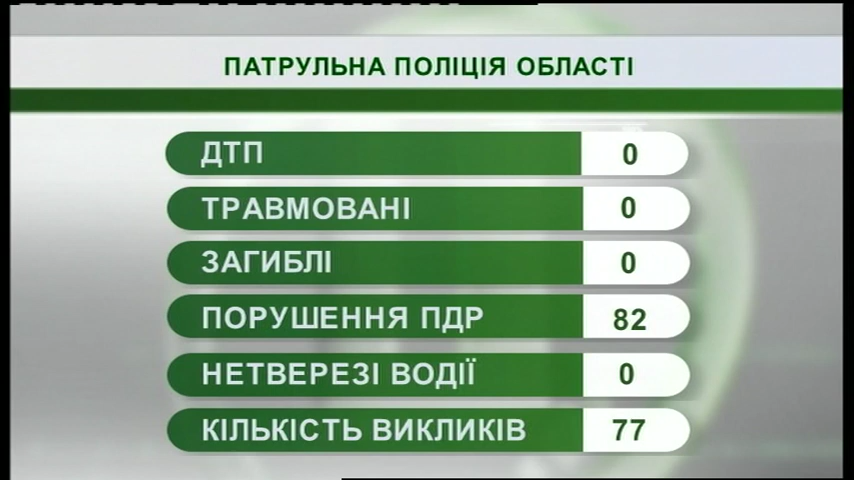 ПАТРУЛЬНА ПОЛІЦІЯ ОБЛАСТІ
ДТП 0
ТРАВМОВАНІ 0
ЗАГИБЛІ 0
ПОРУШЕННЯ ПДР 82
НЕТВЕРЕЗІ ВОДІЇ 0
КІЛЬКІСТЬ ВИКЛИКІВ 77